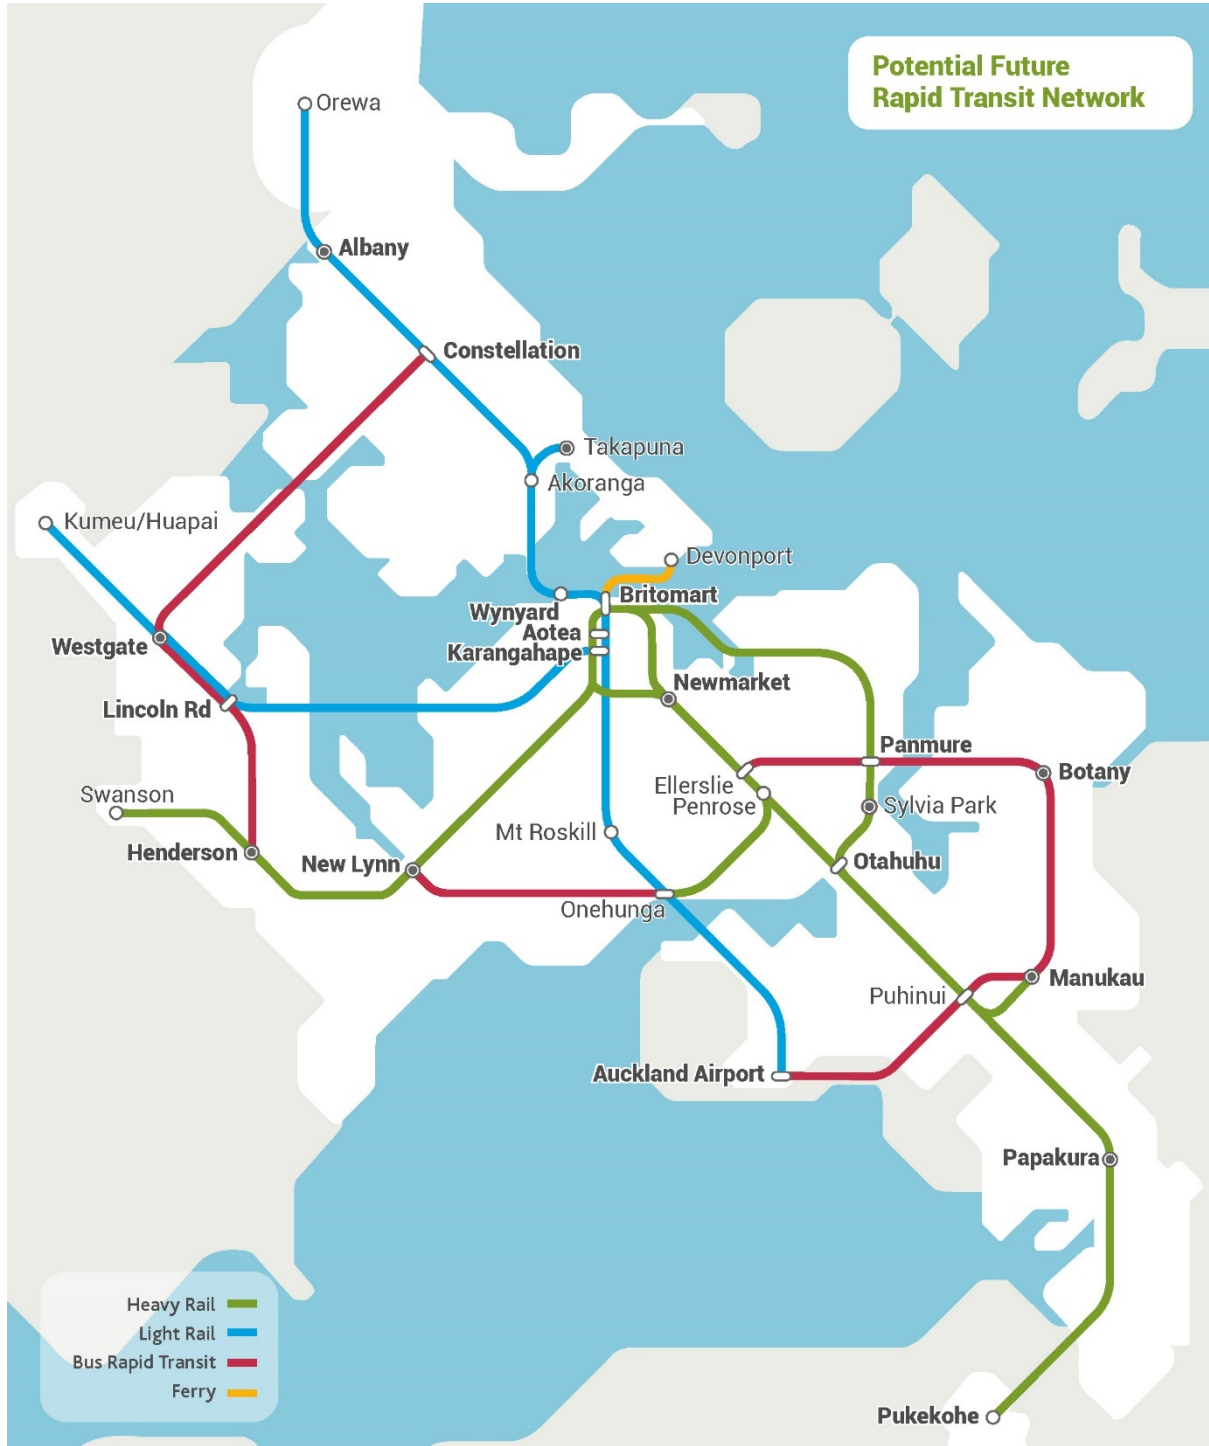 Potential Future
Rapid Transit Network
Orewa
Albany
Constellation
Takapuna
Akoranga
Kumeu/Huapai
Devonport
Britomart
Wynyard
Aotea
Karangahape
Westgate
Newmarket
Lincoln Rd
Panmure
Botany
Ellerslie
Penrose
Swanson
Sylvia Park
Mt Roskill
Henderson
New Lynn
Otahuhu
Onehunga
Manukau
Puhinui
Auckland Airport
Papakura
Heavy Rail
Light Rail
Bus Rapid Transit
Ferry
Pukekohe